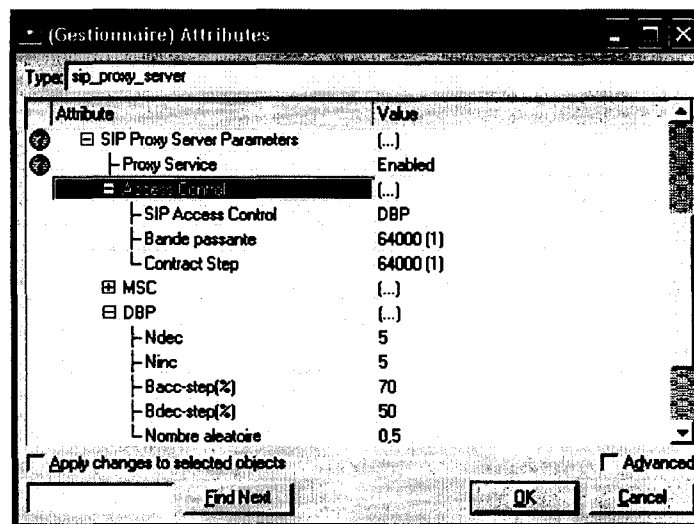 (Gestionnaire) Attributes
Type: sip_proxy_server
Attribute Value
SIP Proxy Server Parameters (...)
Proxy Service Enabled
Access Control (...)
SIP Access Control DBP
Bande passante 64000 (1)
Contract Step 64000 (1)
MSC (...)
DBP (...)
Ndec 5
Ninc 5
Bacc-step(%) 70
Bdec-step(%) 50
Nombre aleatoire 0,5
Apply changes to selected objects Advanced
Find Next OK Cancel